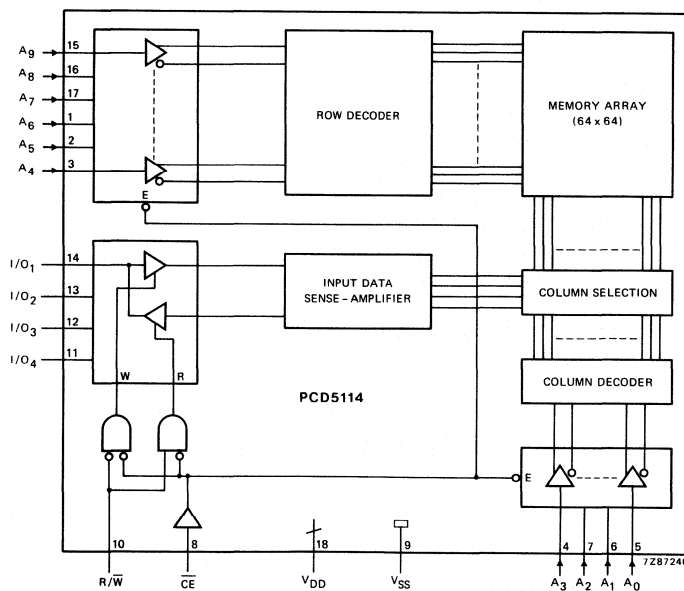 A9 15
A8 16
A7 17
A6 1
A5 2
A4 3
E
ROW DECODER
MEMORY ARRAY
(64 x 64)
I/O1 14
I/O2 13
I/O3 12
I/O4 11
W R
INPUT DATA
SENSE-AMPLIFIER
COLUMN SELECTION
COLUMN DECODER
PCD5114
E
10 8 18 9 4 7 6 5
7Z87240
R/W̅ C̅E̅ VDD VSS A3 A2 A1 A0